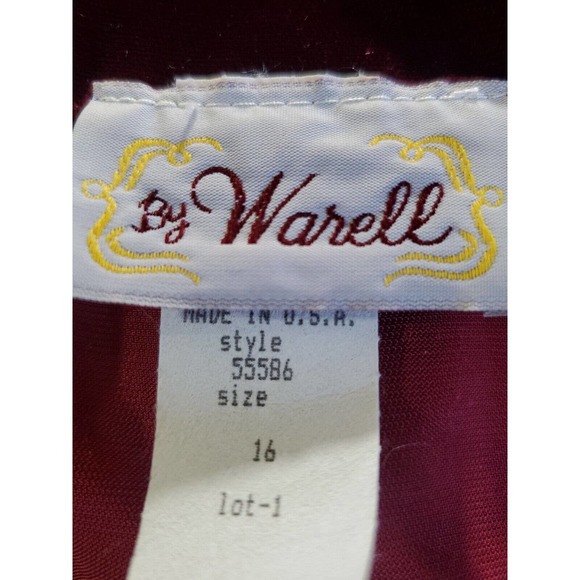 By Warell
MADE IN U.S.A.
style
55586
size
16
lot-1